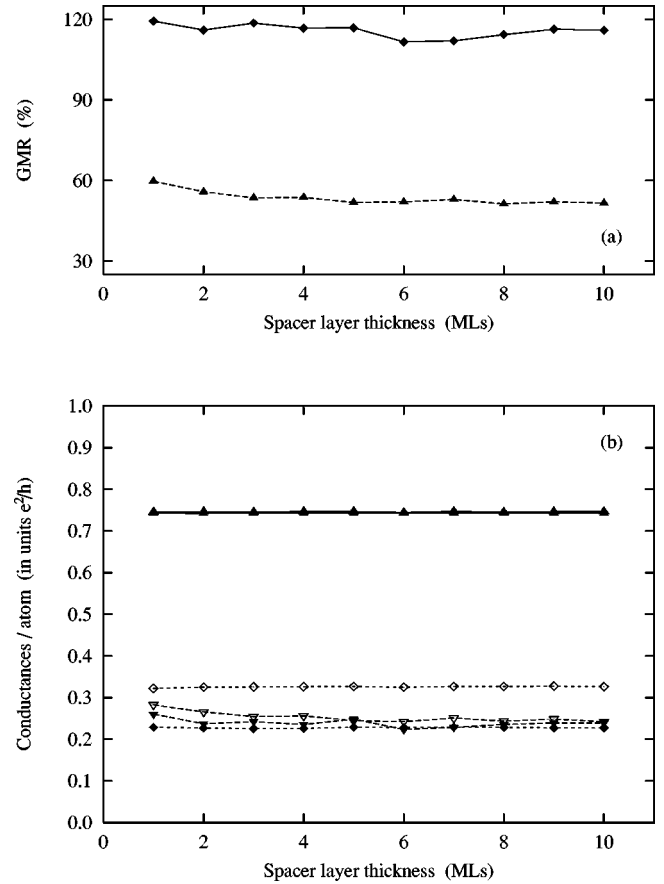 120
90
60
30
GMR (%)
(a)
0 2 4 6 8 10
Spacer layer thickness (MLs)
1.0
0.9
0.8
0.7
0.6
0.5
0.4
0.3
0.2
0.1
0.0
Conductances / atom (in units e²/h)
(b)
0 2 4 6 8 10
Spacer layer thickness (MLs)